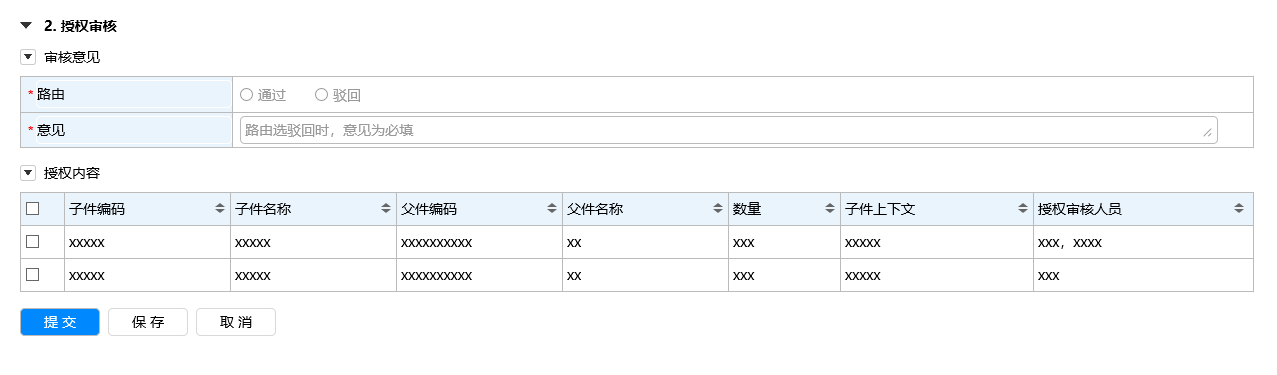 2. 授权审核
审核意见
* 路由 通过 驳回
* 意见 路由选驳回时，意见为必填
授权内容
子件编码 子件名称 父件编码 父件名称 数量 子件上下文 授权审核人员
xxxxx xxxxx xxxxxxxxxx xx xxx xxxxx xxx，xxxx
xxxxx xxxxx xxxxxxxxxx xx xxx xxxxx xxx
提 交 保 存 取 消